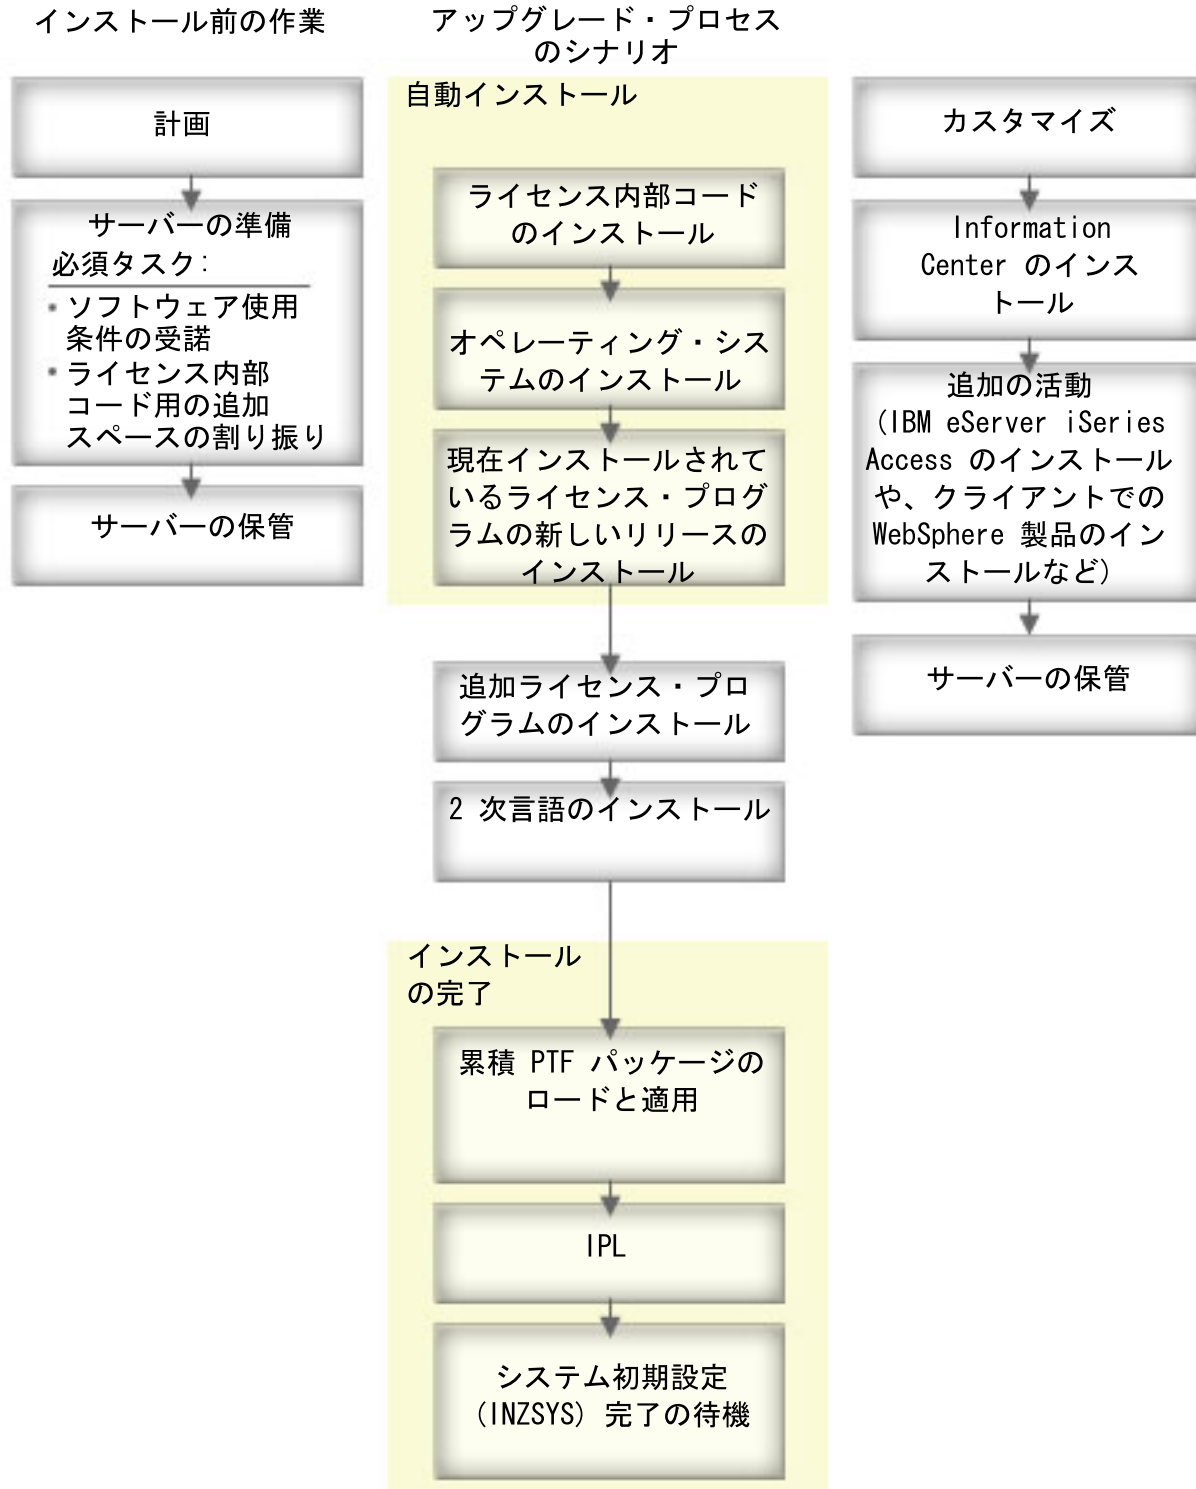 インストール前の作業
計画
サーバーの準備
必須タスク:
• ソフトウェア使用
条件の受諾
• ライセンス内部
コード用の追加
スペースの割り振り
サーバーの保管
アップグレード・プロセス
のシナリオ
自動インストール
ライセンス内部コード
のインストール
オペレーティング・シス
テムのインストール
現在インストールされて
いるライセンス・プログ
ラムの新しいリリースの
インストール
追加ライセンス・プロ
グラムのインストール
2 次言語のインストール
インストール
の完了
累積 PTF パッケージの
ロードと適用
IPL
システム初期設定
(INZSYS) 完了の待機
カスタマイズ
Information
Center のインス
トール
追加の活動
(IBM eServer iSeries
Access のインストール
や、クライアントでの
WebSphere 製品のイン
ストールなど)
サーバーの保管